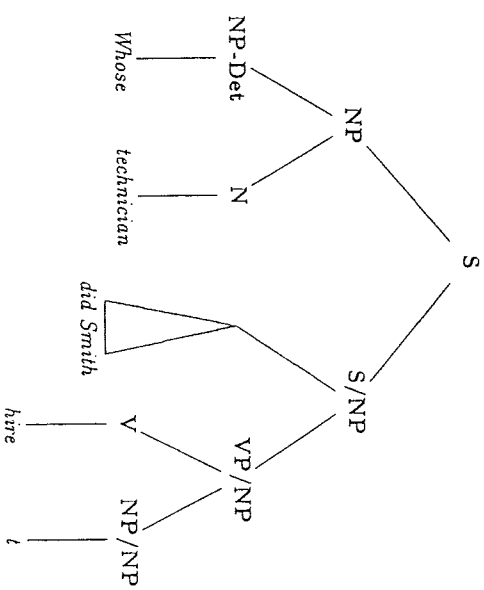 S
NP S/NP
NP-Det N VP/NP
Whose technician did Smith V NP/NP
hire t